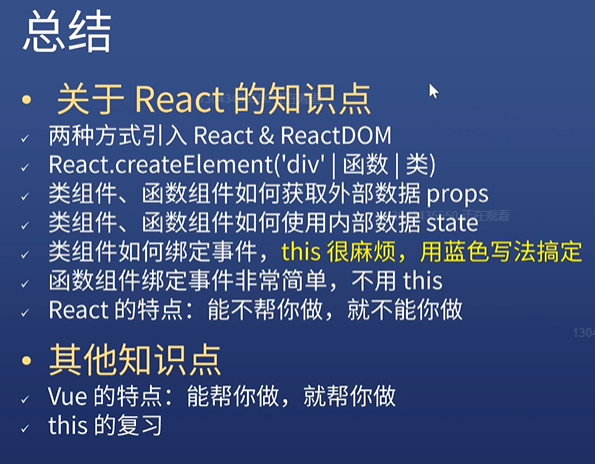 总结
• 关于 React 的知识点
✓ 两种方式引入 React & ReactDOM
✓ React.createElement('div' | 函数 | 类)
✓ 类组件、函数组件如何获取外部数据 props
✓ 类组件、函数组件如何使用内部数据 state
✓ 类组件如何绑定事件，this 很麻烦，用蓝色写法搞定
✓ 函数组件绑定事件非常简单，不用 this
✓ React 的特点：能不帮你做，就不能你做
• 其他知识点
✓ Vue 的特点：能帮你做，就帮你做
✓ this 的复习